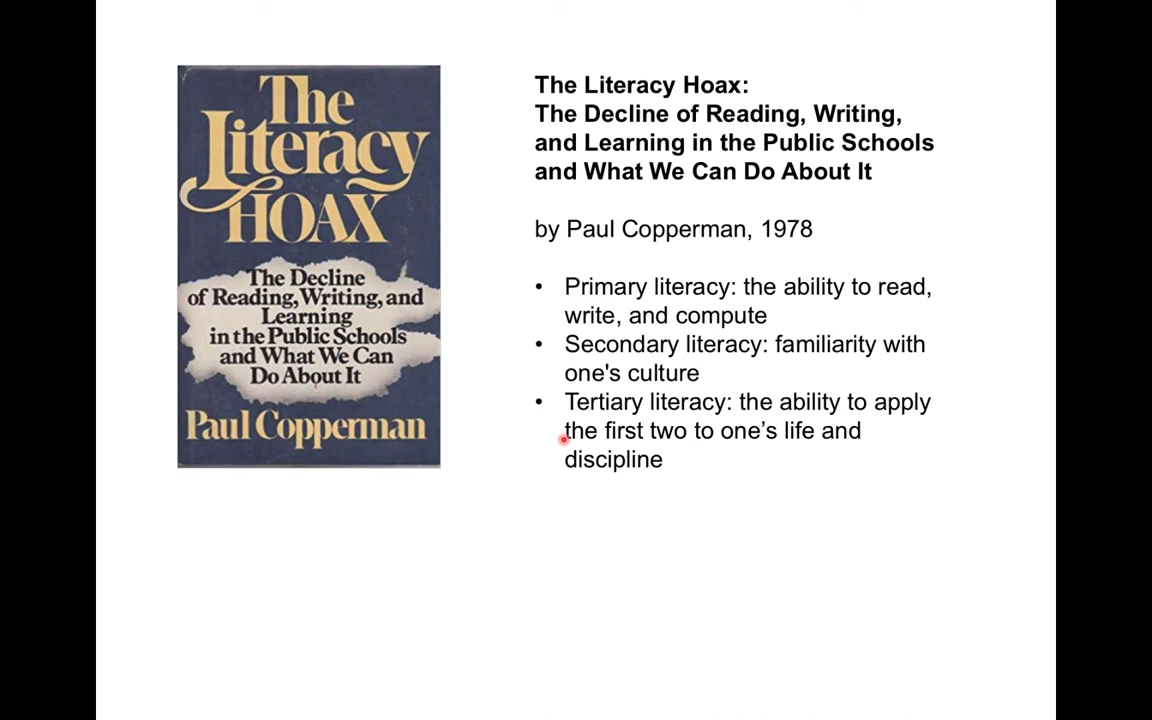 The
Literacy
HOAX
The Decline
of Reading, Writing, and
Learning
in the Public Schools
and What We Can
Do About It
Paul Copperman
The Literacy Hoax:
The Decline of Reading, Writing,
and Learning in the Public Schools
and What We Can Do About It
by Paul Copperman, 1978
• Primary literacy: the ability to read,
write, and compute
• Secondary literacy: familiarity with
one's culture
• Tertiary literacy: the ability to apply
the first two to one’s life and
discipline